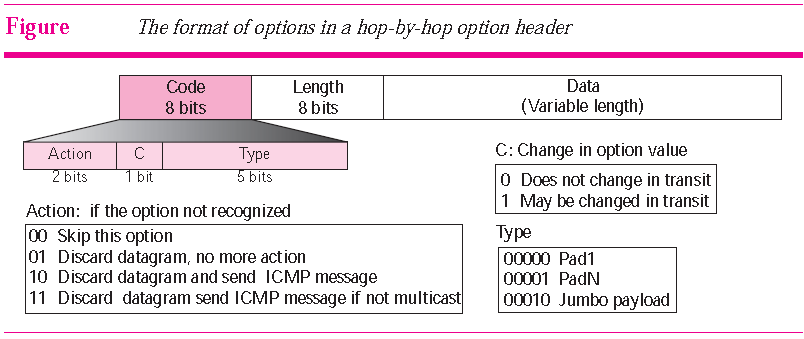 Figure The format of options in a hop-by-hop option header
Code
8 bits
Length
8 bits
Data
(Variable length)
Action C Type
2 bits 1 bit 5 bits
Action: if the option not recognized
00 Skip this option
01 Discard datagram, no more action
10 Discard datagram and send ICMP message
11 Discard datagram send ICMP message if not multicast
C: Change in option value
0 Does not change in transit
1 May be changed in transit
Type
00000 Pad1
00001 PadN
00010 Jumbo payload